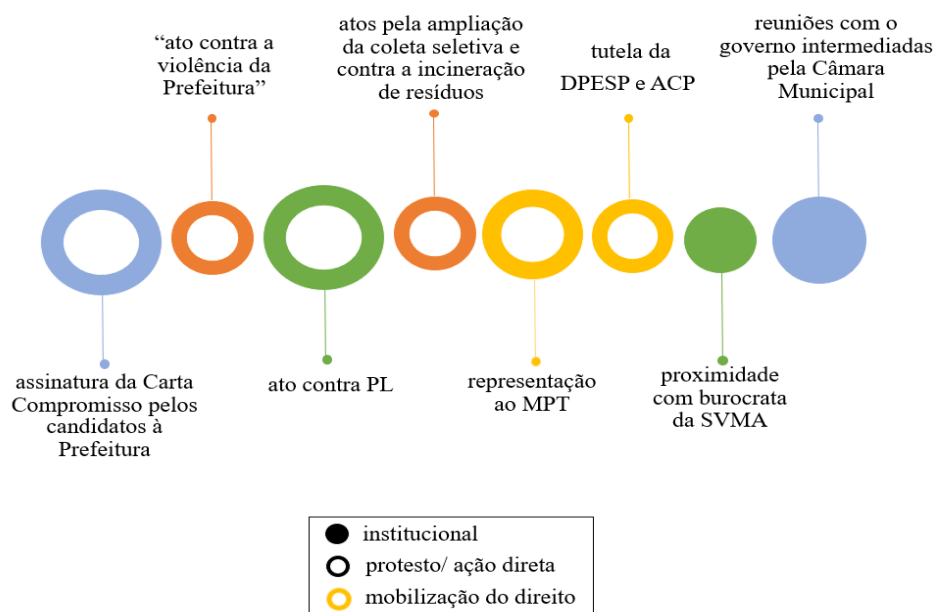 “ato contra a
violência da
Prefeitura”
atos pela ampliação
da coleta seletiva e
contra a incineração
de resíduos
tutela da
DPESP e ACP
reuniões com o
governo intermediadas
pela Câmara
Municipal
assinatura da Carta
Compromisso pelos
candidatos à
Prefeitura
ato contra PL
representação
ao MPT
proximidade
com burocrata
da SVMA
institucional
protesto/ ação direta
mobilização do direito